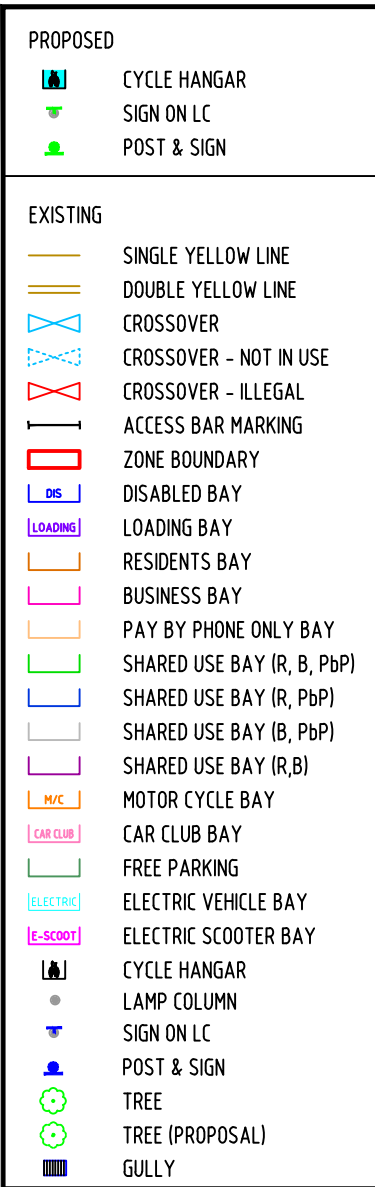 PROPOSED
CYCLE HANGAR
SIGN ON LC
POST & SIGN
EXISTING
SINGLE YELLOW LINE
DOUBLE YELLOW LINE
CROSSOVER
CROSSOVER - NOT IN USE
CROSSOVER - ILLEGAL
ACCESS BAR MARKING
ZONE BOUNDARY
DIS DISABLED BAY
LOADING LOADING BAY
RESIDENTS BAY
BUSINESS BAY
PAY BY PHONE ONLY BAY
SHARED USE BAY (R, B, PbP)
SHARED USE BAY (R, PbP)
SHARED USE BAY (B, PbP)
SHARED USE BAY (R,B)
M/C MOTOR CYCLE BAY
CAR CLUB CAR CLUB BAY
FREE PARKING
ELECTRIC ELECTRIC VEHICLE BAY
E-SCOOT ELECTRIC SCOOTER BAY
CYCLE HANGAR
LAMP COLUMN
SIGN ON LC
POST & SIGN
TREE
TREE (PROPOSAL)
GULLY